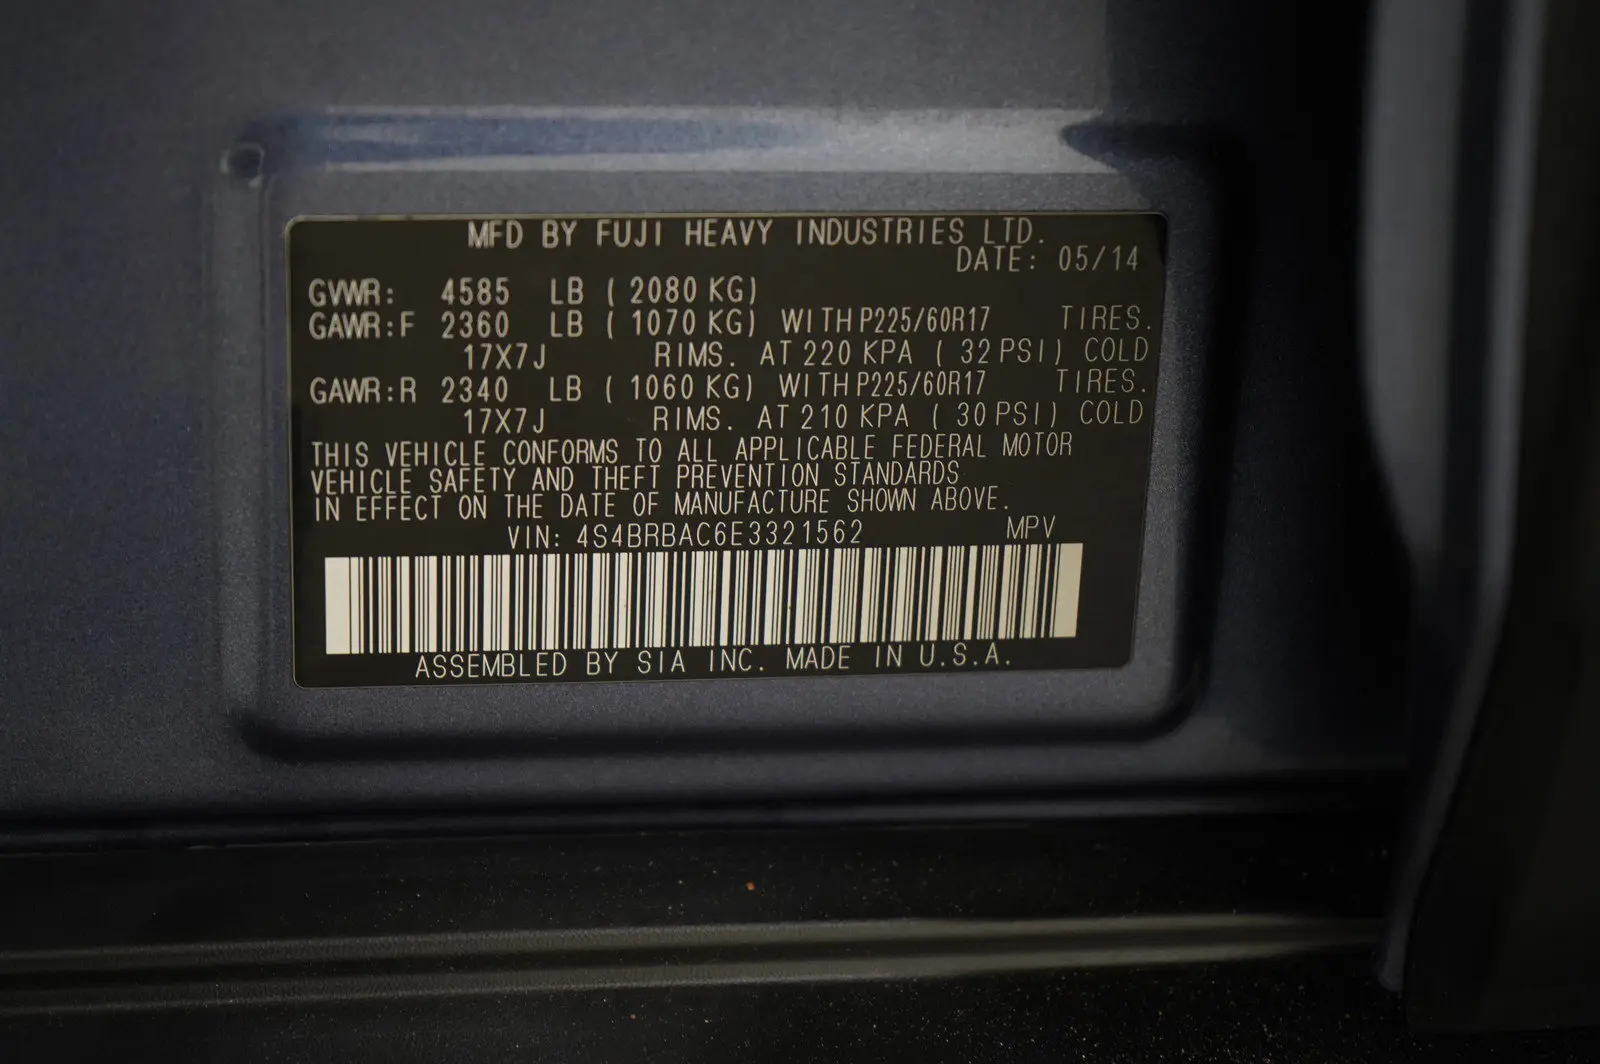 MFD BY FUJI HEAVY INDUSTRIES LTD.
DATE: 05/14
GVWR: 4585 LB ( 2080 KG)
GAWR:F 2360 LB ( 1070 KG) WITH P225/60R17 TIRES.
17X7J RIMS. AT 220 KPA ( 32 PSI) COLD
GAWR:R 2340 LB ( 1060 KG) WITH P225/60R17 TIRES.
17X7J RIMS. AT 210 KPA ( 30 PSI) COLD
THIS VEHICLE CONFORMS TO ALL APPLICABLE FEDERAL MOTOR
VEHICLE SAFETY AND THEFT PREVENTION STANDARDS
IN EFFECT ON THE DATE OF MANUFACTURE SHOWN ABOVE.
VIN: 4S4BRBAC6E3321562 MPV
ASSEMBLED BY SIA INC. MADE IN U.S.A.